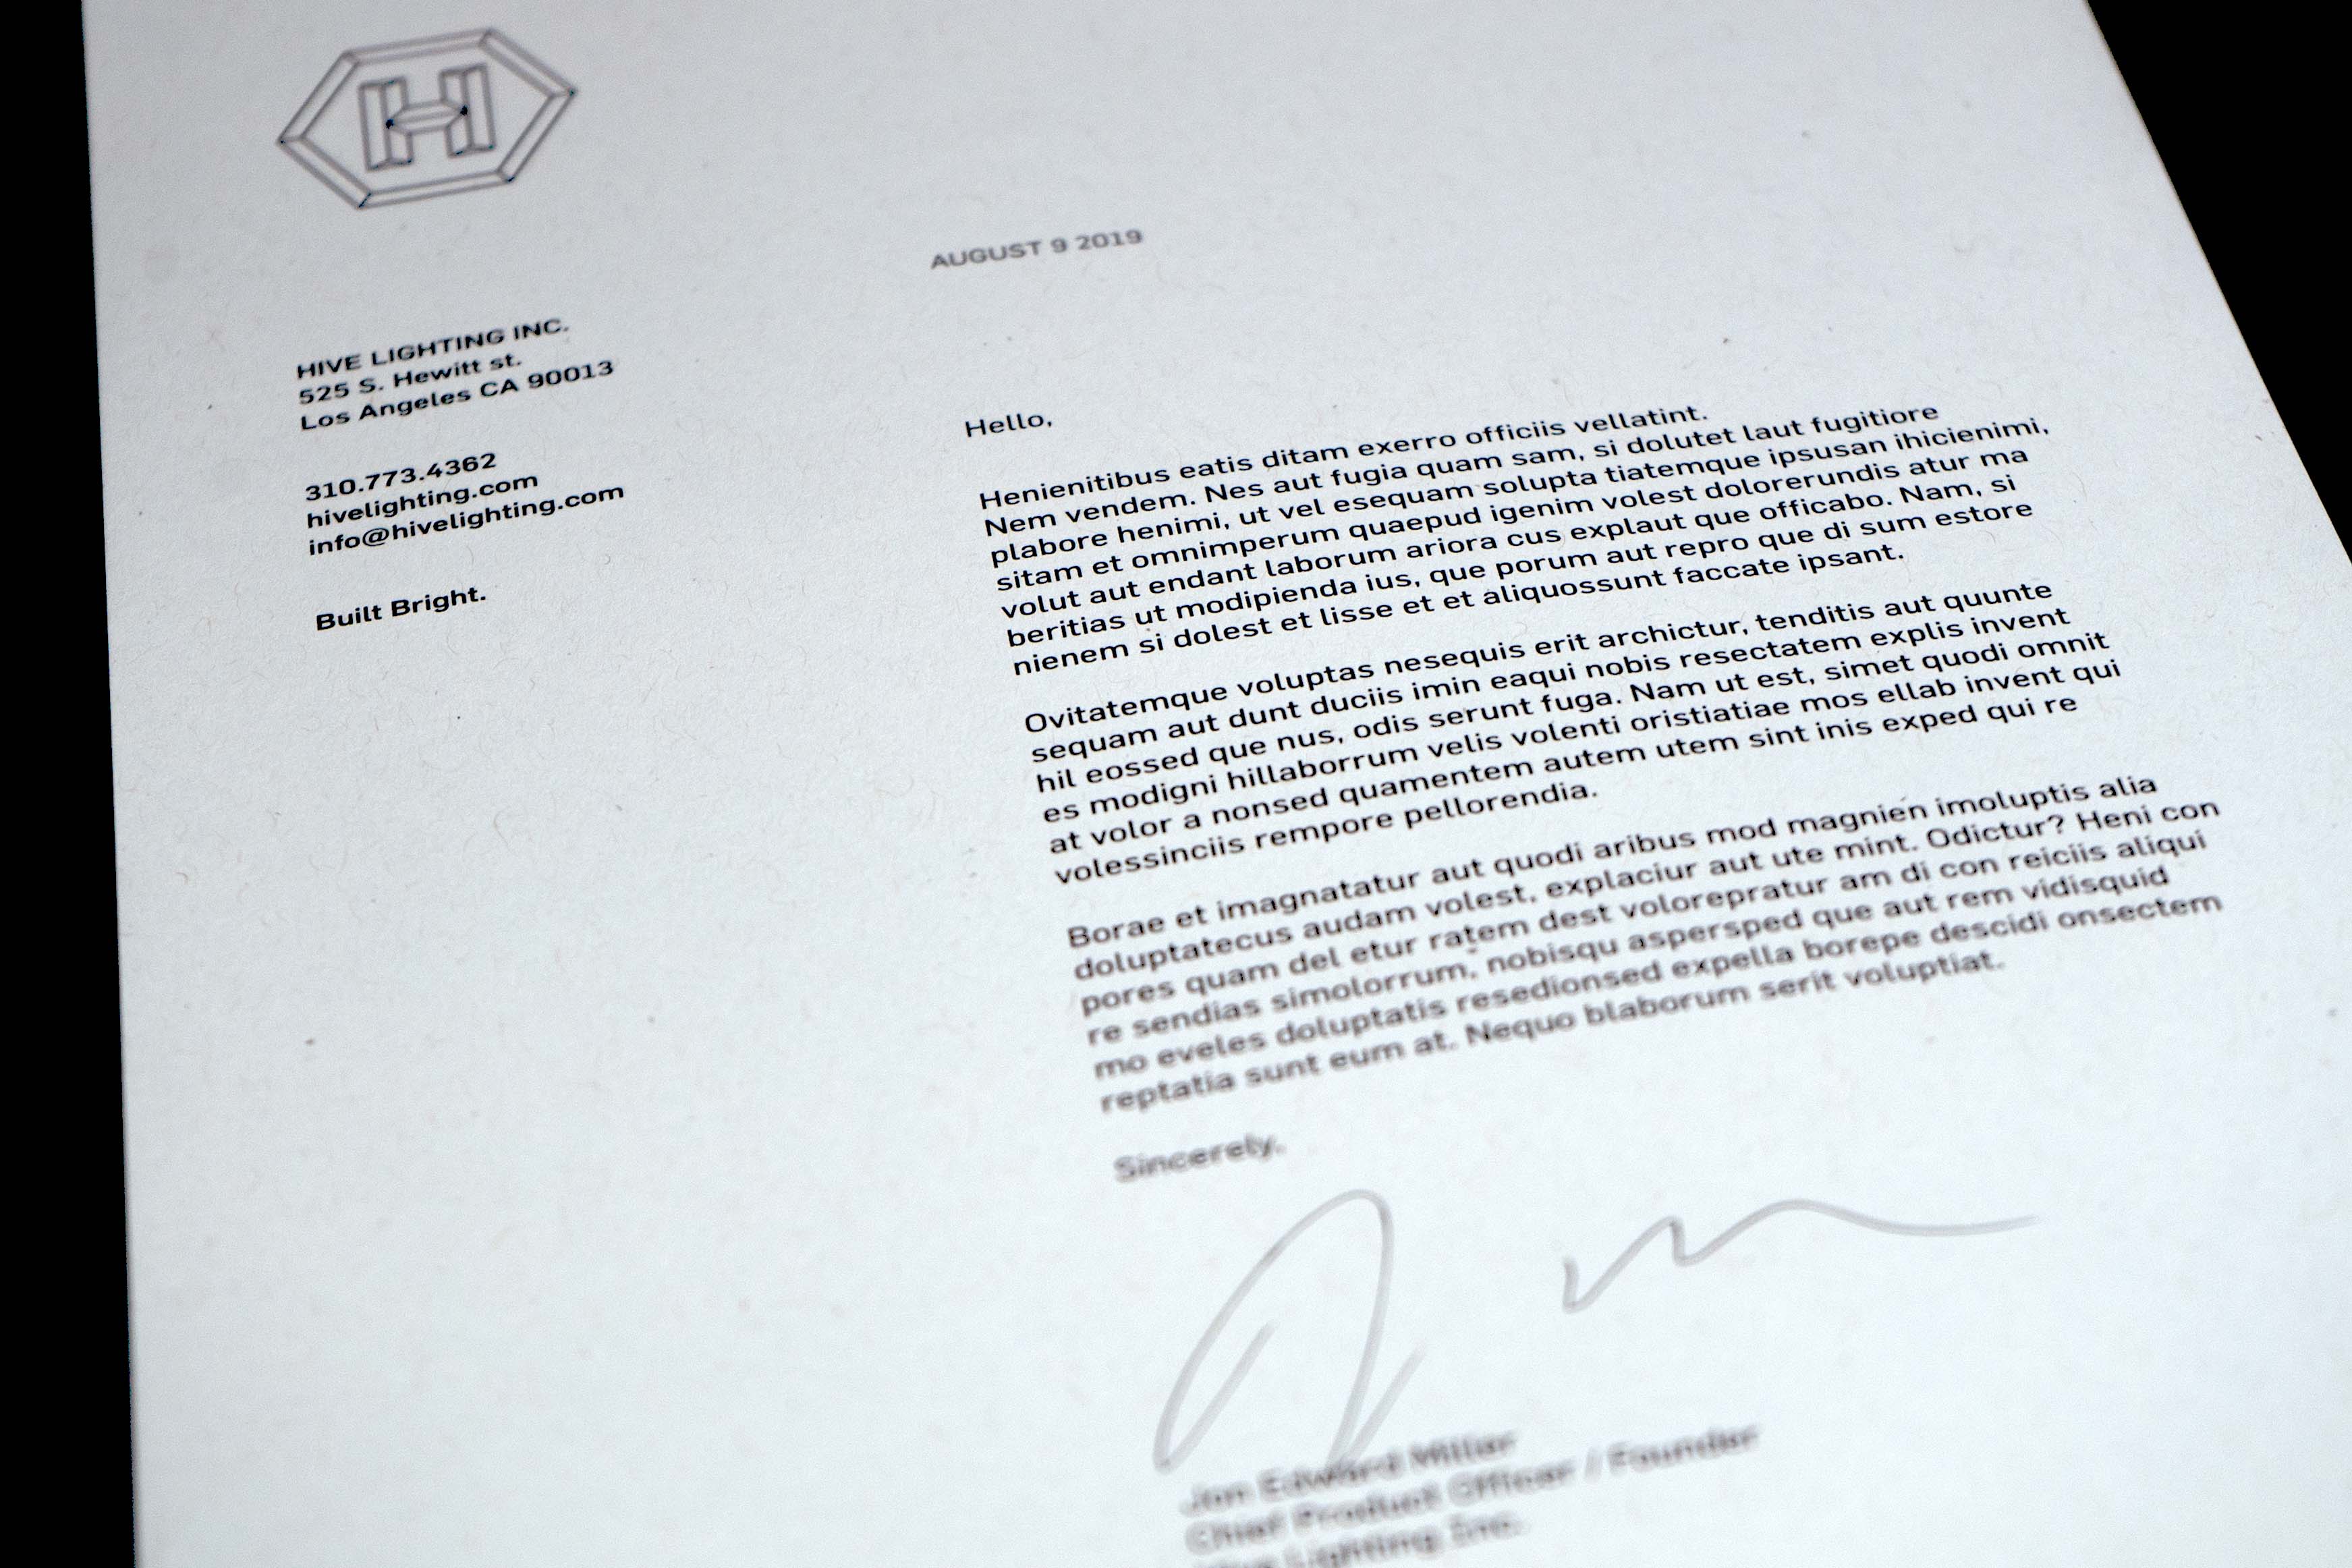 H
HIVE LIGHTING INC.
525 S. Hewitt st.
Los Angeles CA 90013
310.773.4362
hivelighting.com
info@hivelighting.com
Built Bright.
AUGUST 9 2019
Hello,
Henienitibus eatis ditam exerro officiis vellatint.
Nem vendem. Nes aut fugia quam sam, si dolutet laut fugitiore
plabore henimi, ut vel esequam solupta tiatemque ipsusan ihicienimi,
sitam et omnimperum quaepud igenim volest dolorerundis atur ma
volut aut endant laborum ariora cus explaut que officabo. Nam, si
beritias ut modipienda ius, que porum aut repro que di sum estore
nienem si dolest et lisse et et aliquossunt faccate ipsant.
Ovitatemque voluptas nesequis erit archictur, tenditis aut quunte
sequam aut dunt duciis imin eaqui nobis resectatem explis invent
hil eossed que nus, odis serunt fuga. Nam ut est, simet quodi omnit
es modigni hillaborrum velis volenti oristiatiae mos ellab invent qui
at volor a nonsed quamentem autem utem sint inis exped qui re
volessinciis rempore pellorendia.
Borae et imagnatatur aut quodi aribus mod magnien imoluptis alia
doluptatecus audam volest, explaciur aut ute mint. Odictur? Heni con
pores quam del etur ratem dest volorepratur am di con reiciis aliqui
re sendias simolorrum, nobisqu aspersped que aut rem vidisquid
mo eveles doluptatis resedionsed expella borepe descidi onsectem
reptatia sunt eum at. Nequo blaborum serit voluptiat.
Sincerely,
Jon Edward Miller
Chief Product Officer / Founder
Hive Lighting Inc.